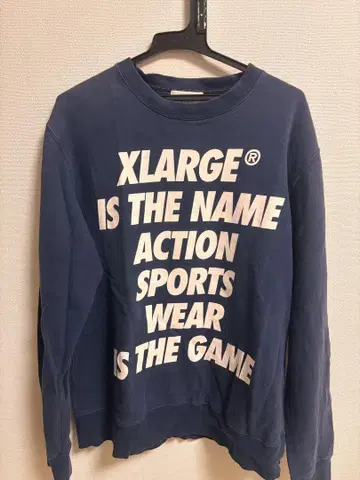 XLARGE®
IS THE NAME
ACTION
SPORTS
WEAR
IS THE GAME